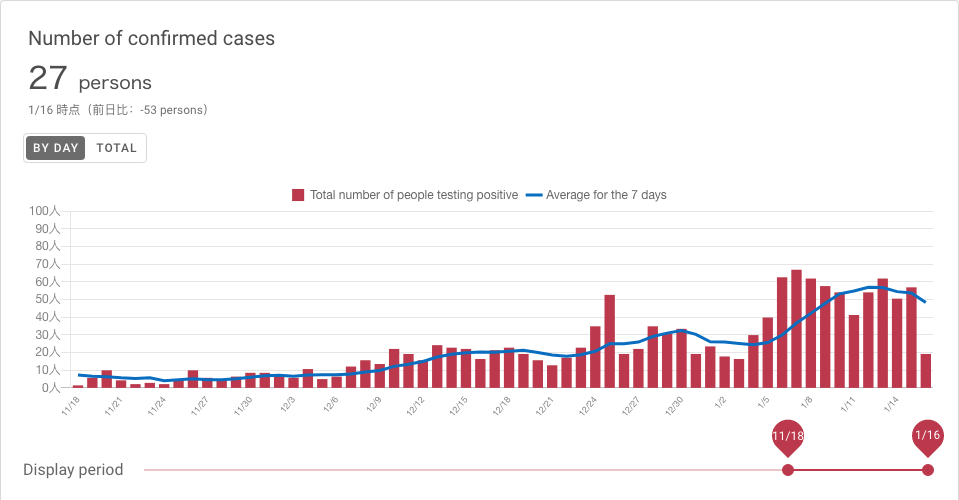 Number of confirmed cases
27 persons
1/16 時点（前日比：-53 persons）
BY DAY TOTAL
Total number of people testing positive Average for the 7 days
100人
90人
80人
70人
60人
50人
40人
30人
20人
10人
0人
11/18 11/21 11/24 11/27 11/30 12/3 12/6 12/9 12/12 12/15 12/18 12/21 12/24 12/27 12/30 1/2 1/5 1/8 1/11 1/14
11/18 1/16
Display period